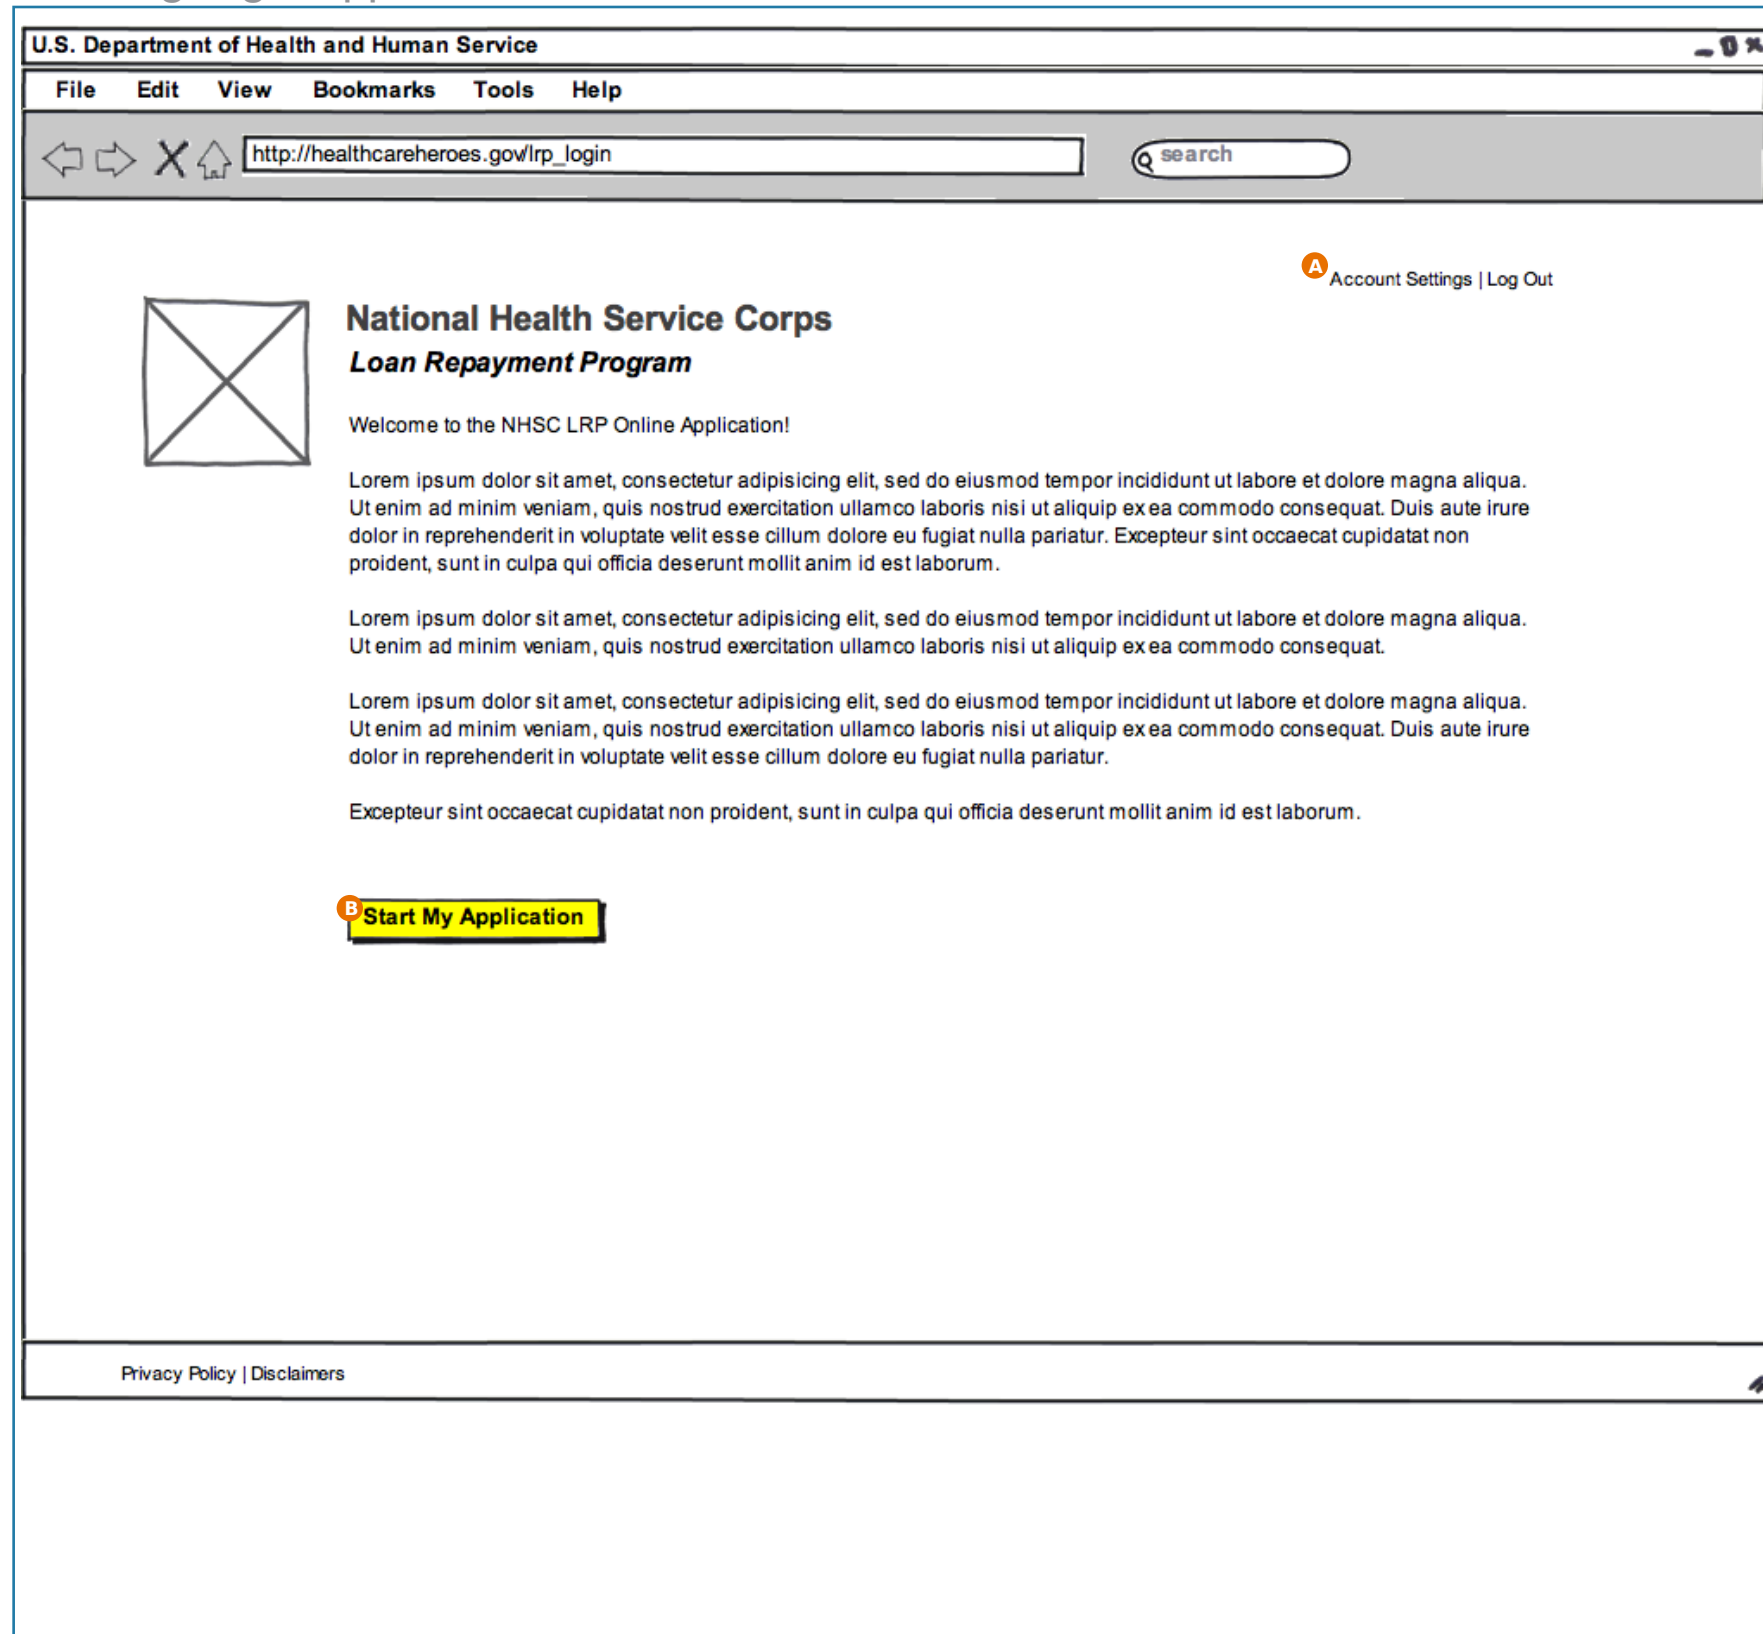 U.S. Department of Health and Human Service
File Edit View Bookmarks Tools Help
http://healthcareheroes.gov/lrp_login
search
A
Account Settings | Log Out
National Health Service Corps
Loan Repayment Program
Welcome to the NHSC LRP Online Application!
Lorem ipsum dolor sit amet, consectetur adipisicing elit, sed do eiusmod tempor incididunt ut labore et dolore magna aliqua.
Ut enim ad minim veniam, quis nostrud exercitation ullamco laboris nisi ut aliquip ex ea commodo consequat. Duis aute irure
dolor in reprehenderit in voluptate velit esse cillum dolore eu fugiat nulla pariatur. Excepteur sint occaecat cupidatat non
proident, sunt in culpa qui officia deserunt mollit anim id est laborum.
Lorem ipsum dolor sit amet, consectetur adipisicing elit, sed do eiusmod tempor incididunt ut labore et dolore magna aliqua.
Ut enim ad minim veniam, quis nostrud exercitation ullamco laboris nisi ut aliquip ex ea commodo consequat.
Lorem ipsum dolor sit amet, consectetur adipisicing elit, sed do eiusmod tempor incididunt ut labore et dolore magna aliqua.
Ut enim ad minim veniam, quis nostrud exercitation ullamco laboris nisi ut aliquip ex ea commodo consequat. Duis aute irure
dolor in reprehenderit in voluptate velit esse cillum dolore eu fugiat nulla pariatur.
Excepteur sint occaecat cupidatat non proident, sunt in culpa qui officia deserunt mollit anim id est laborum.
B
Start My Application
Privacy Policy | Disclaimers